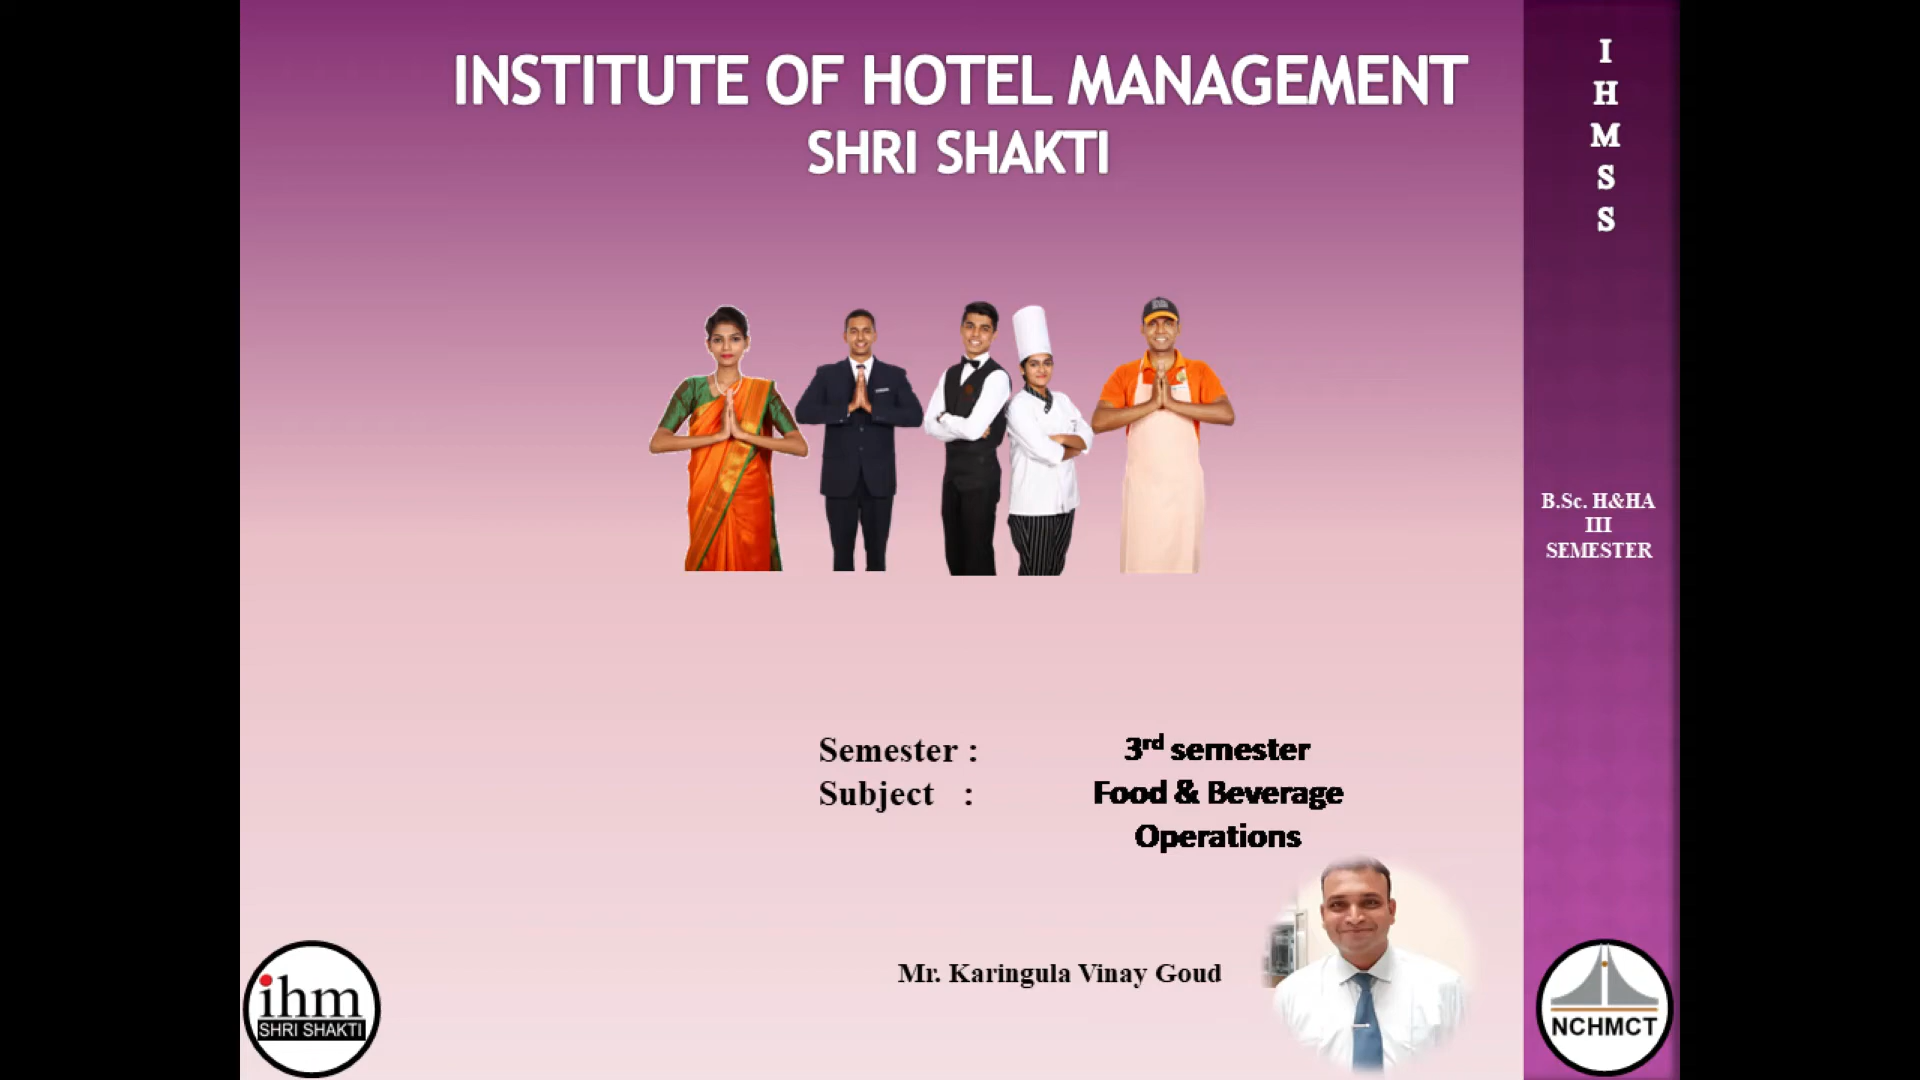 INSTITUTE OF HOTEL MANAGEMENT
SHRI SHAKTI
I
H
M
S
S
B.Sc. H&HA
III
SEMESTER
Semester : 3rd semester
Subject : Food & Beverage
Operations
Mr. Karingula Vinay Goud
ihm
SHRI SHAKTI
NCHMCT